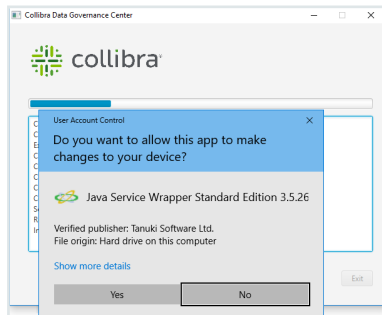 Collibra Data Governance Center
collibra
User Account Control
Do you want to allow this app to make
changes to your device?
Java Service Wrapper Standard Edition 3.5.26
Verified publisher: Tanuki Software Ltd.
File origin: Hard drive on this computer
Show more details
Yes
No
Exit